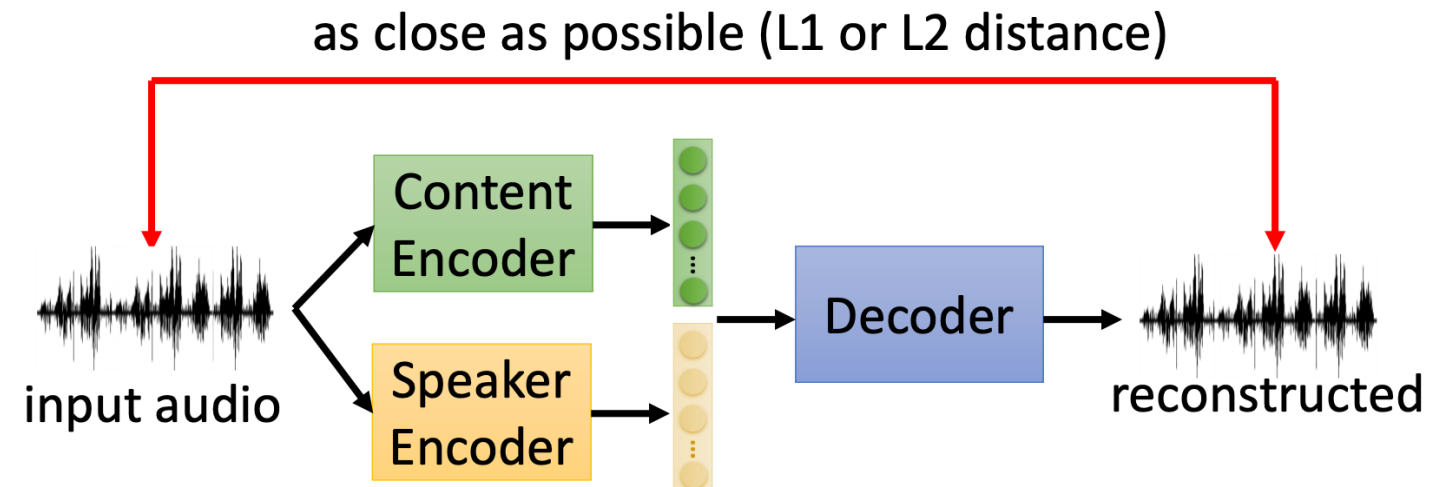 as close as possible (L1 or L2 distance)
Content
Encoder
Decoder
input audio
Speaker
Encoder
reconstructed